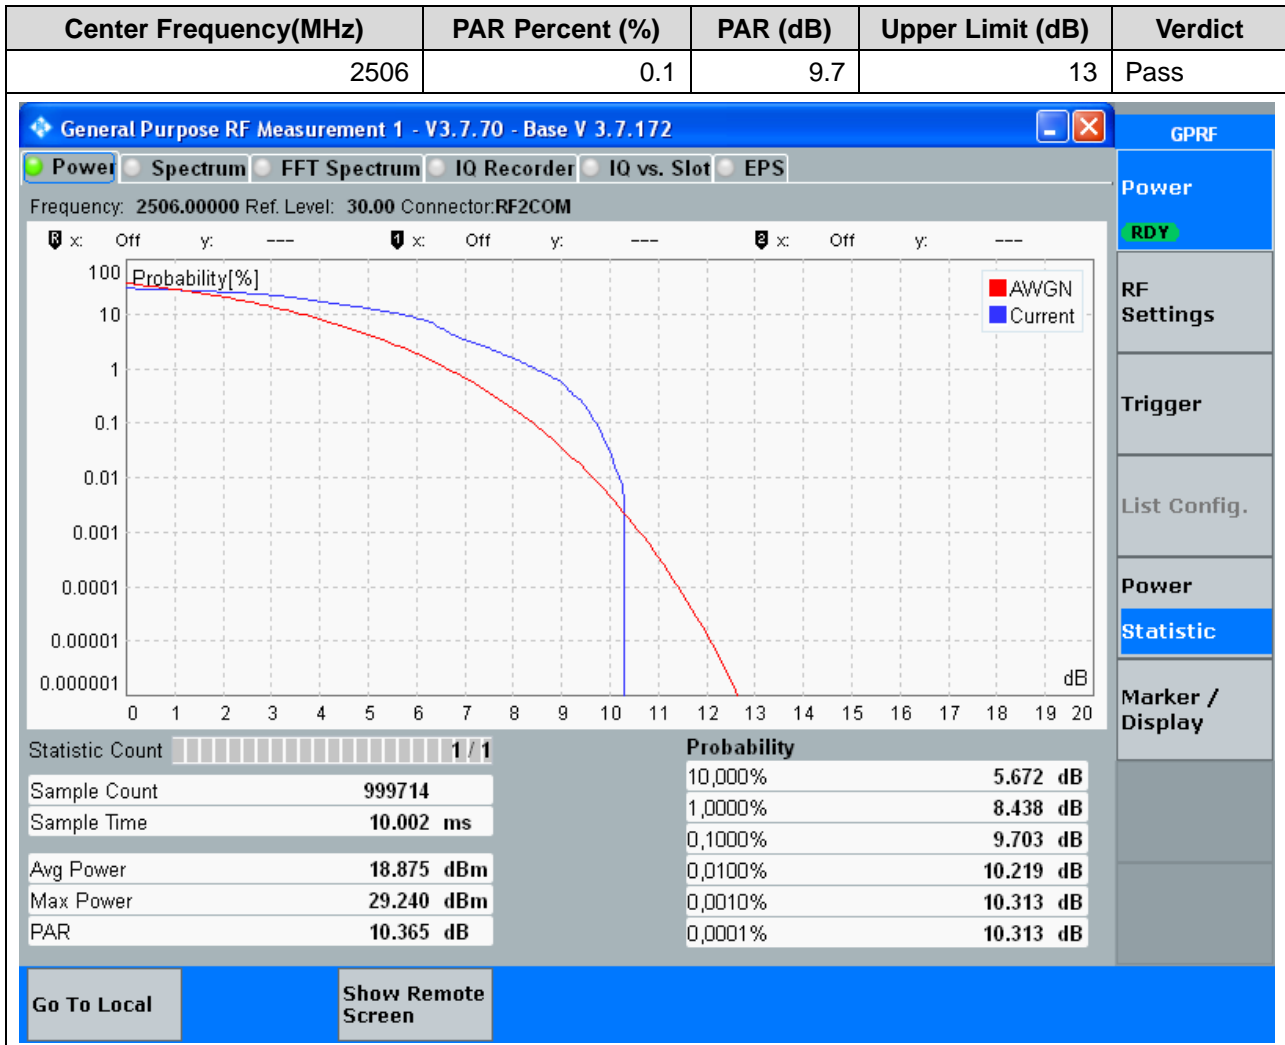 Center Frequency(MHz) PAR Percent (%) PAR (dB) Upper Limit (dB) Verdict
2506 0.1 9.7 13 Pass
General Purpose RF Measurement 1 - V3.7.70 - Base V 3.7.172
GPRF
Power Spectrum FFT Spectrum IQ Recorder IQ vs. Slot EPS
Power
RDY
Frequency: 2506.00000 Ref. Level: 30.00 Connector:RF2COM
R x: Off y: --- 1 x: Off y: --- 2 x: Off y: ---
Probability[%]
AWGN
Current
100
10
1
0.1
0.01
0.001
0.0001
0.00001
0.000001
dB
0 1 2 3 4 5 6 7 8 9 10 11 12 13 14 15 16 17 18 19 20
RF
Settings
Trigger
List Config.
Power
Statistic
Marker /
Display
Statistic Count 1 / 1
Sample Count 999714
Sample Time 10.002 ms
Avg Power 18.875 dBm
Max Power 29.240 dBm
PAR 10.365 dB
Probability
10,000% 5.672 dB
1,0000% 8.438 dB
0,1000% 9.703 dB
0,0100% 10.219 dB
0,0010% 10.313 dB
0,0001% 10.313 dB
Go To Local
Show Remote
Screen